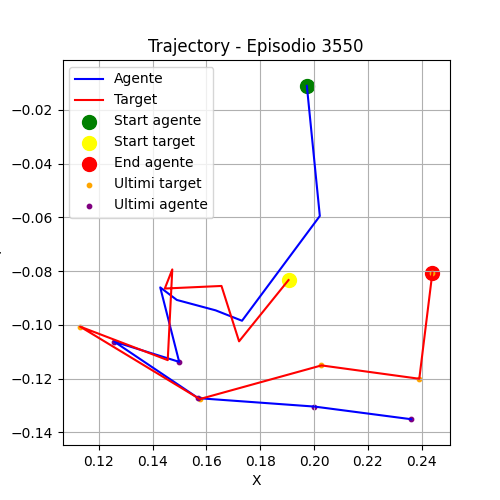 Trajectory - Episodio 3550
Agente
Target
Start agente
Start target
End agente
Ultimi target
Ultimi agente
−0.02
−0.04
−0.06
−0.08
−0.10
−0.12
−0.14
0.12 0.14 0.16 0.18 0.20 0.22 0.24
X